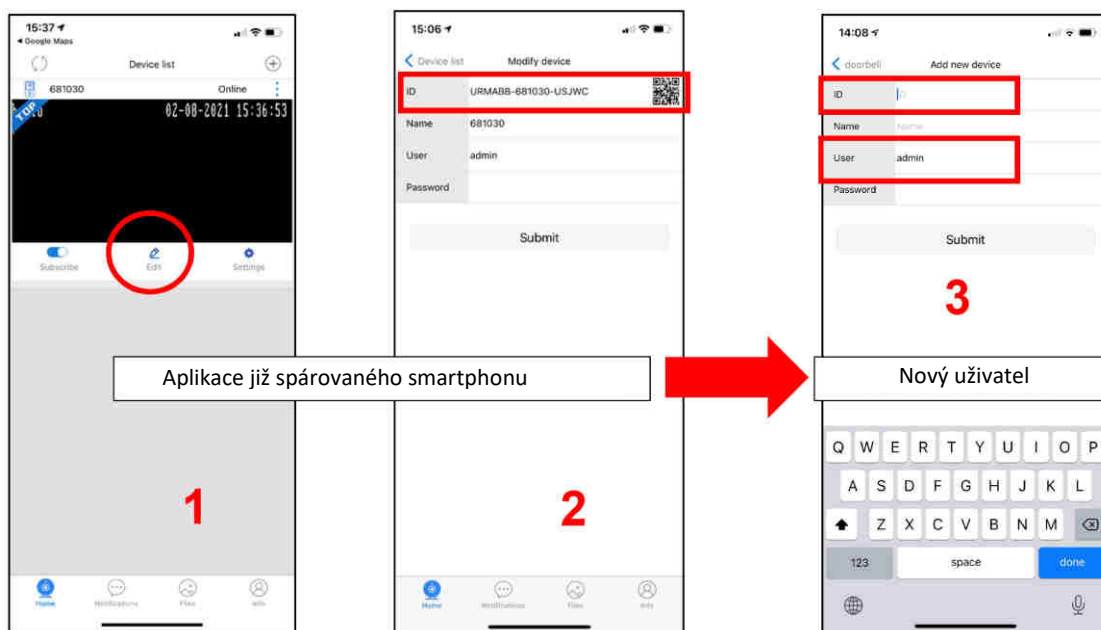 15:37
Google Maps
Device list
681030
Online
TOP
02-08-2021 15:36:53
Subscribe
Edit
Settings
1
Home
Notifications
Files
Info
15:06
Device list
Modify device
ID
URMABB-681030-USJWC
Name
681030
User
admin
Password
Submit
2
Home
Notifications
Files
Info
14:08
doorbell
Add new device
ID
ID
Name
Name
User
admin
Password
Submit
3
Aplikace již spárovaného smartphonu
Nový uživatel
Q W E R T Y U I O P
A S D F G H J K L
Z X C V B N M
123
space
done